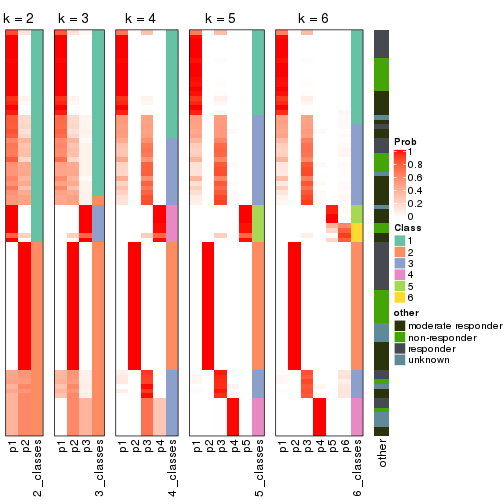 k = 2
k = 3
k = 4
k = 5
k = 6
p1
p2
2_classes
p1
p2
p3
3_classes
p1
p2
p3
p4
4_classes
p1
p2
p3
p4
p5
5_classes
p1
p2
p3
p4
p5
p6
6_classes
other
Prob
1
0.8
0.6
0.4
0.2
0
Class
1
2
3
4
5
6
other
moderate responder
non-responder
responder
unknown